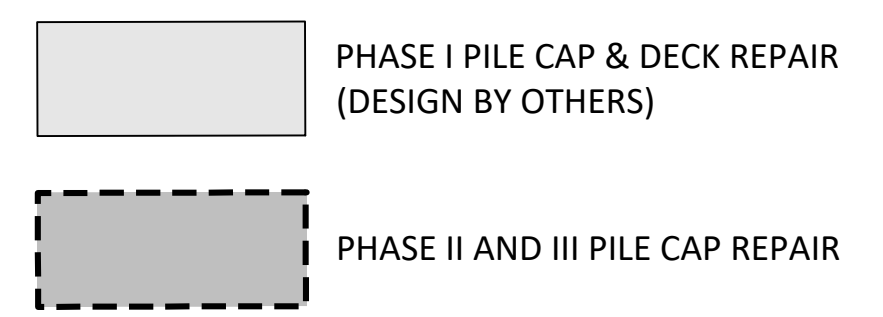 PHASE I PILE CAP & DECK REPAIR
(DESIGN BY OTHERS)
PHASE II AND III PILE CAP REPAIR